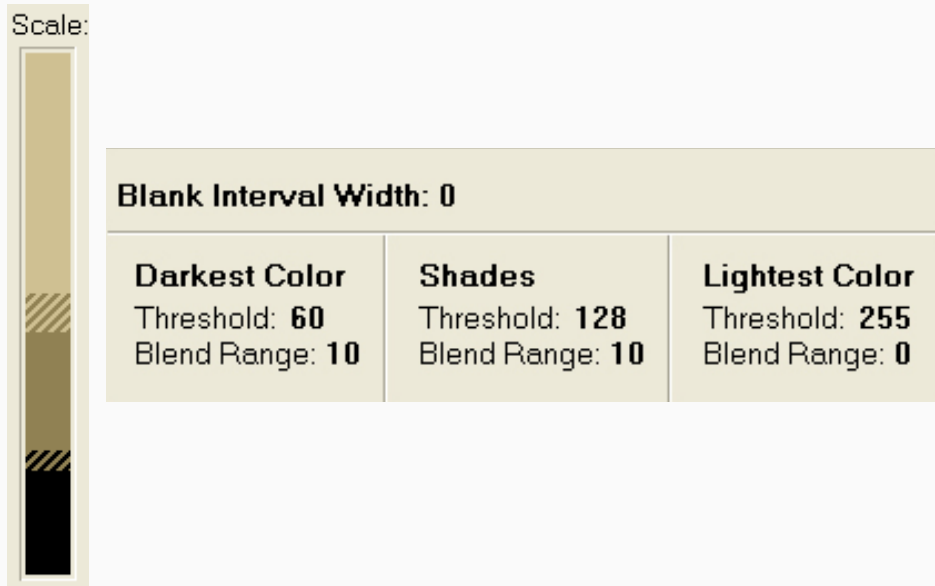 Scale:
Blank Interval Width: 0
Darkest Color
Threshold: 60
Blend Range: 10
Shades
Threshold: 128
Blend Range: 10
Lightest Color
Threshold: 255
Blend Range: 0